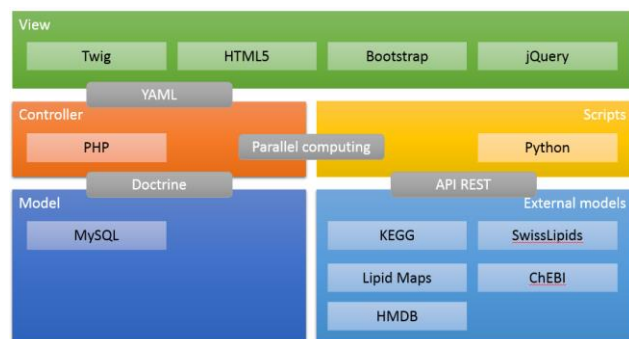 View
Twig
HTML5
Bootstrap
jQuery
YAML
Controller
Scripts
PHP
Parallel computing
Python
Doctrine
API REST
Model
External models
MySQL
KEGG
SwissLipids
Lipid Maps
ChEBI
HMDB